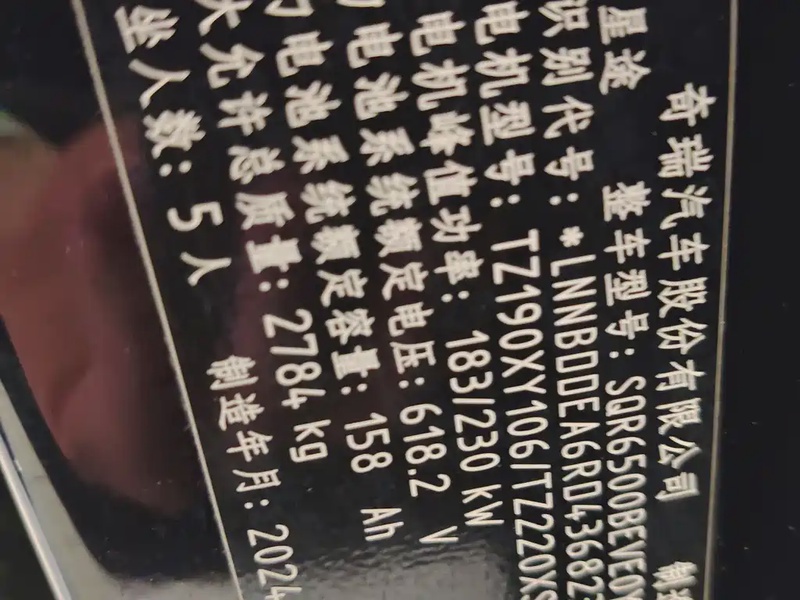 奇瑞汽车股份有限公司 制造
星途 整车型号：SQR6500BEVE0
识别代号：*LNNBDDEA6RD43682
电机型号：TZ190XY106/TZ220XS
电机峰值功率：183/230 kW
电池系统额定电压：618.2 V
电池系统额定容量：158 Ah
大允许总质量：2784 kg
坐人数：5人 制造年月：2024